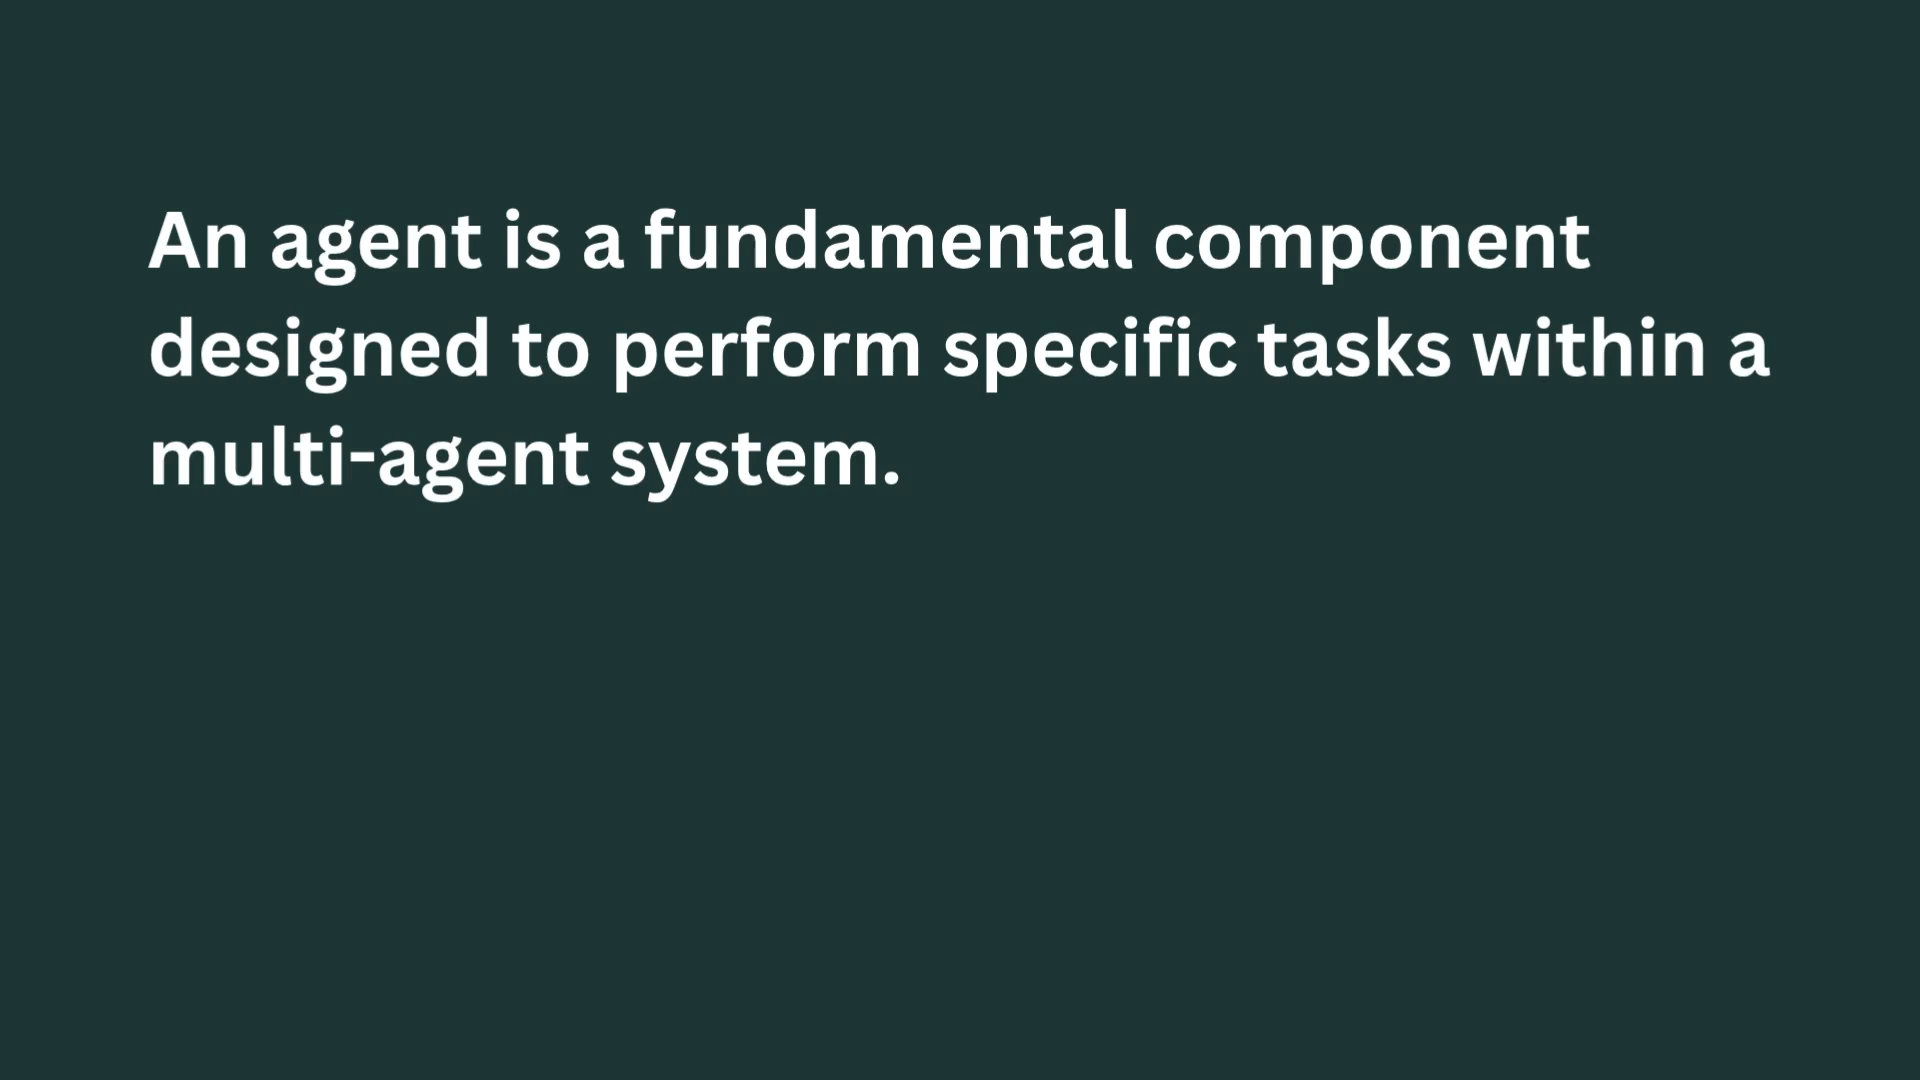 An agent is a fundamental component
designed to perform specific tasks within a
multi-agent system.